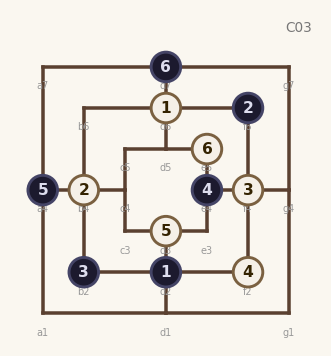 C03
6
a7 d7 g7
1 2
b6 d6 f6
6
c5 d5 e5
5 2 4 3
a4 b4 c4 e4 f4 g4
5
c3 d3 e3
3 1 4
b2 d2 f2
a1 d1 g1